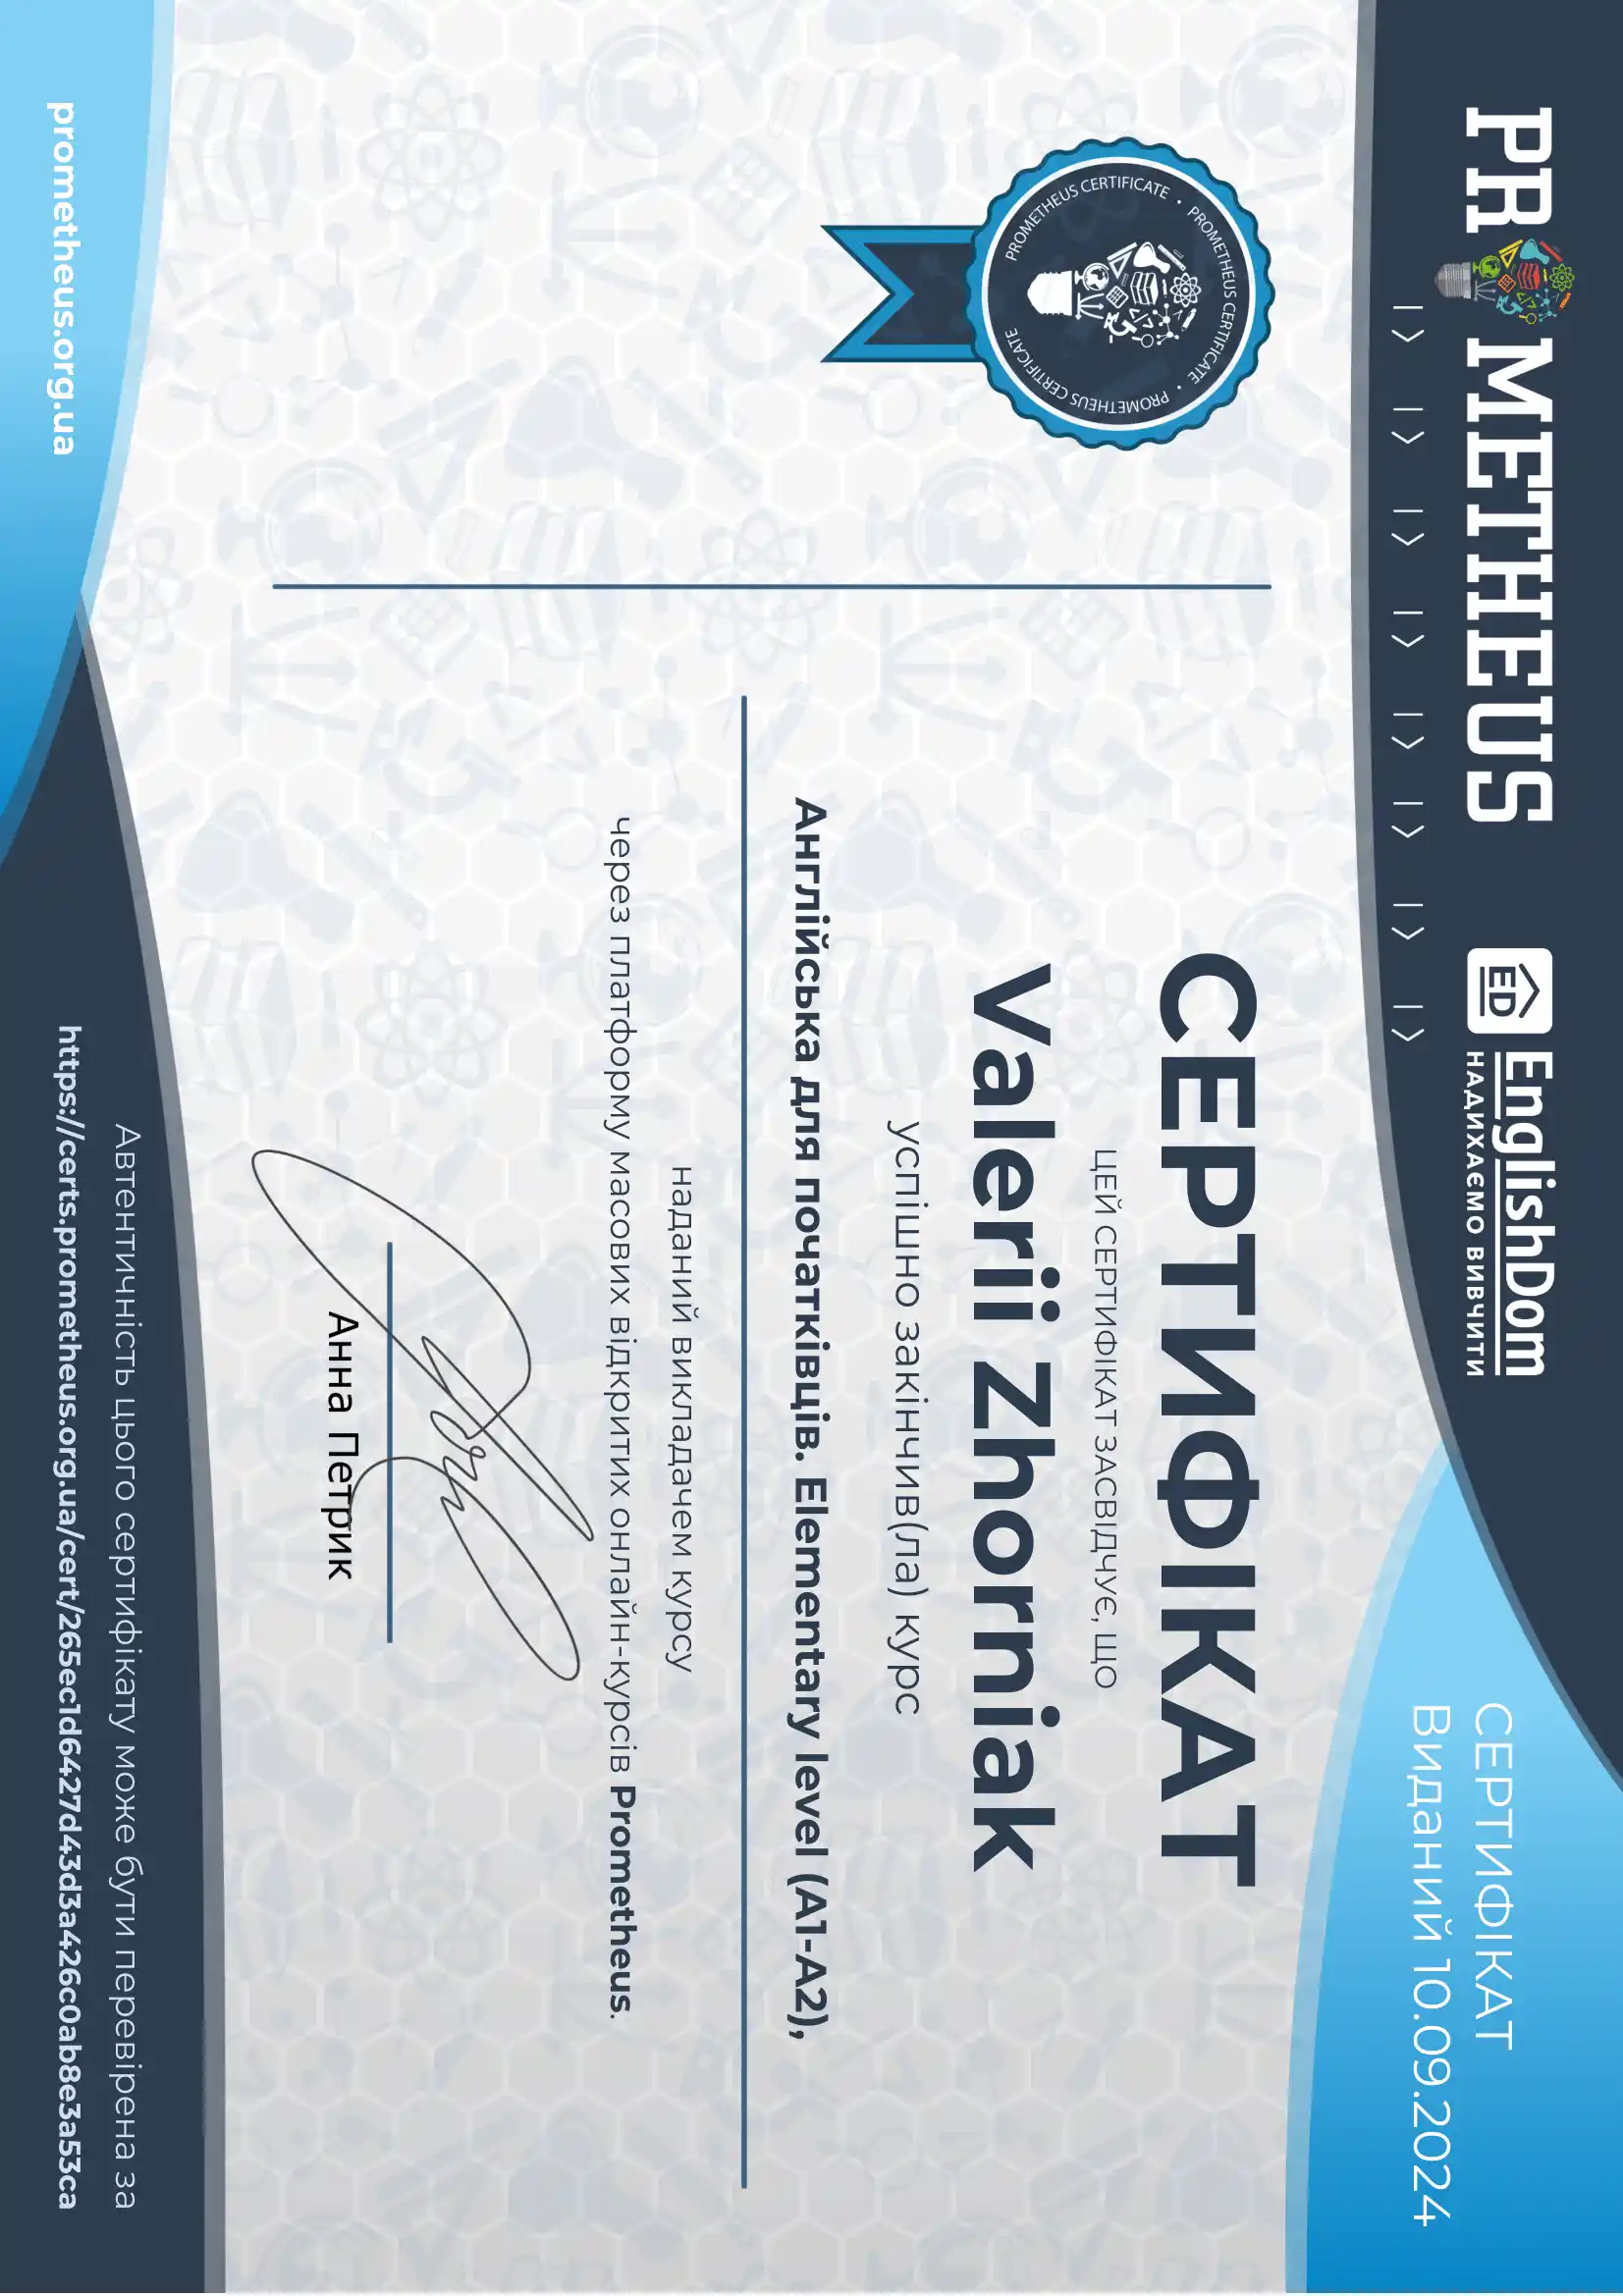 PROMETHEUS
ED
EnglishDom
НАДИХАЄМО ВИВЧИТИ
СЕРТИФІКАТ
Виданий 10.09.2024
PROMETHEUS CERTIFICATE • PROMETHEUS CERTIFICATE • PROMETHEUS CERTIFICATE
СЕРТИФІКАТ
ЦЕЙ СЕРТИФІКАТ ЗАСВІДЧУЄ, ЩО
Valerii Zhorniak
успішно закінчив(ла) курс
Англійська для початківців. Elementary level (A1-A2),
наданий викладачем курсу
через платформу масових відкритих онлайн-курсів Prometheus.
Анна Петрик
prometheus.org.ua
Автентичність цього сертифікату може бути перевірена за
https://certs.prometheus.org.ua/cert/265ec1d6427d43d3a426c0ab8e3a53ca